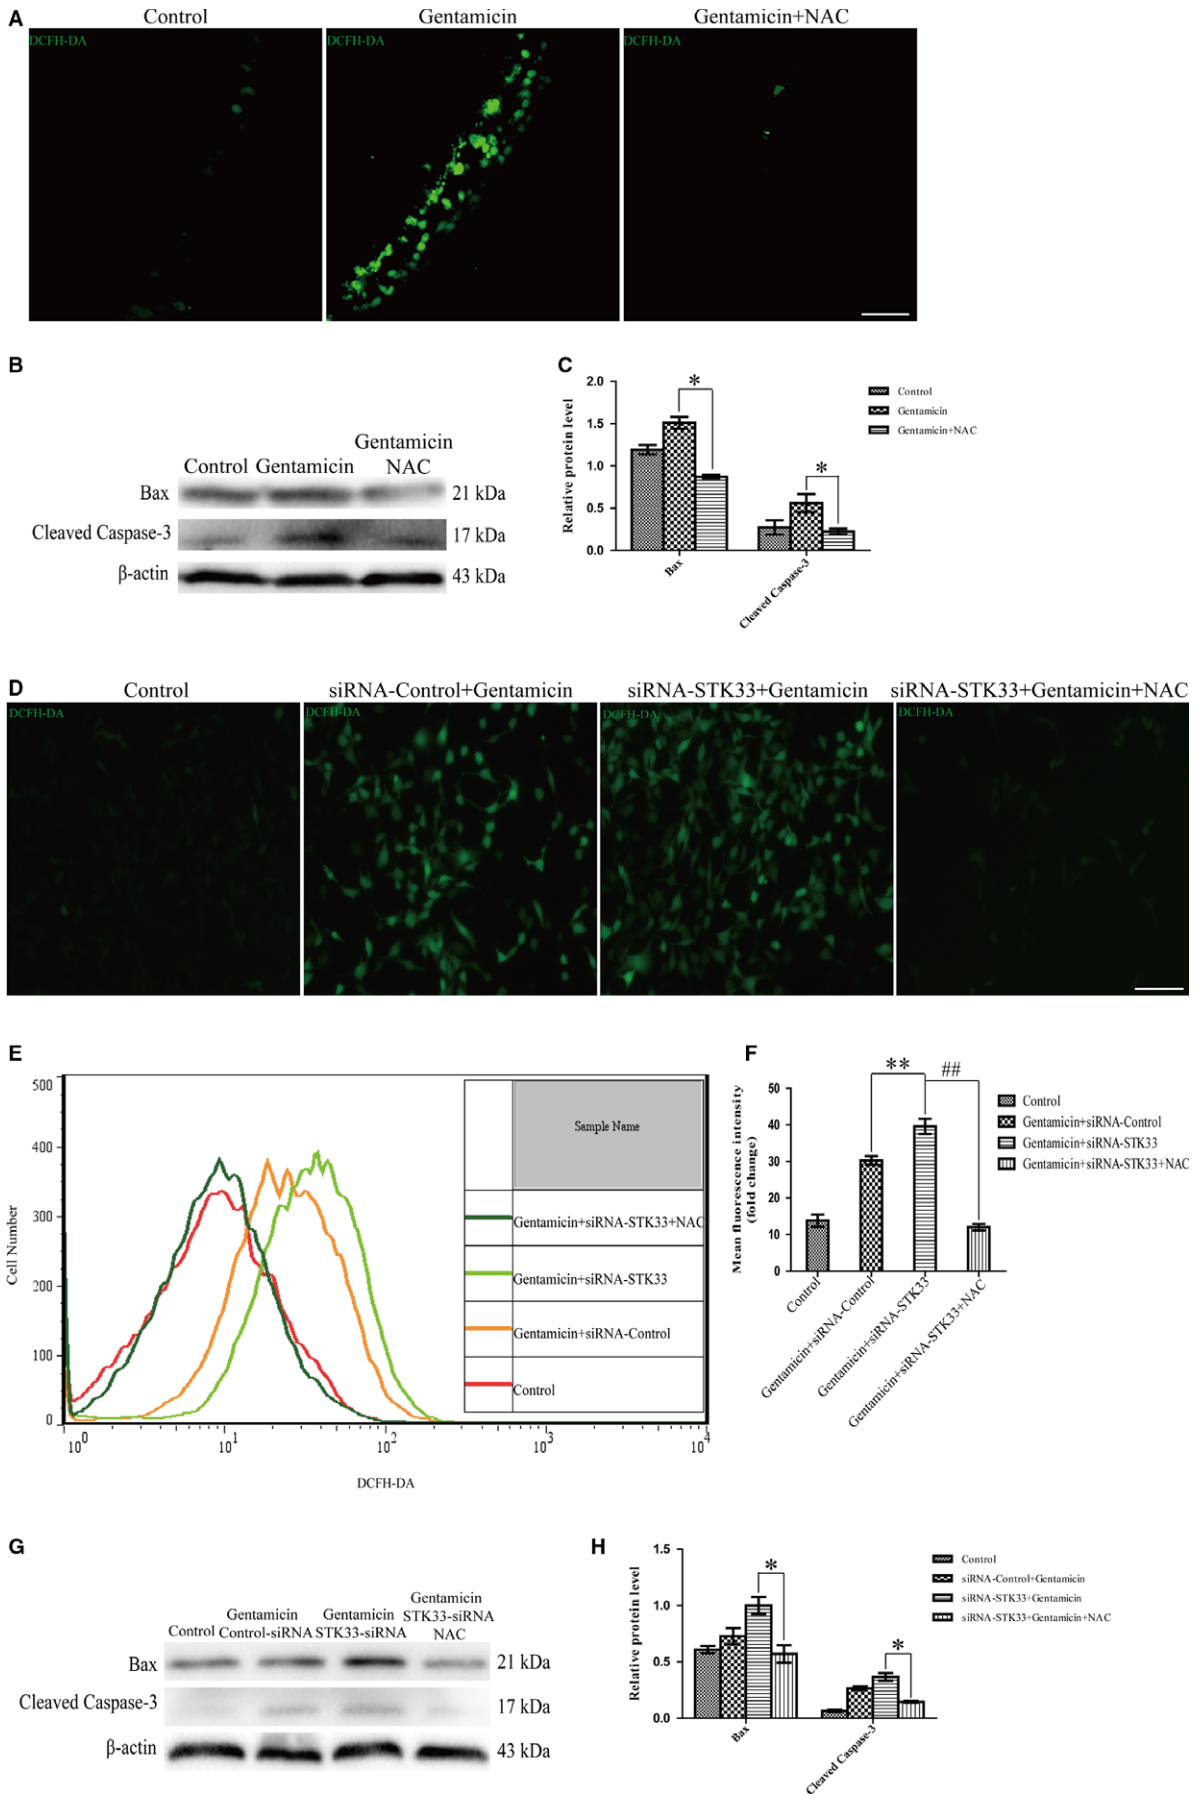 A
Control
Gentamicin
Gentamicin+NAC
DCFH-DA
DCFH-DA
DCFH-DA
B
Gentamicin
Control Gentamicin NAC
Bax
21 kDa
Cleaved Caspase-3
17 kDa
β-actin
43 kDa
C
Relative protein level
2.0
1.5
1.0
0.5
0.0
*
*
Bax
Cleaved Caspase-3
Control
Gentamicin
Gentamicin+NAC
D
Control
siRNA-Control+Gentamicin
siRNA-STK33+Gentamicin
siRNA-STK33+Gentamicin+NAC
DCFH-DA
DCFH-DA
DCFH-DA
DCFH-DA
E
Cell Number
500
400
300
200
100
0
10^0
10^1
10^2
10^3
10^4
DCFH-DA
Sample Name
Gentamicin+siRNA-STK33+NAC
Gentamicin+siRNA-STK33
Gentamicin+siRNA-Control
Control
F
Mean fluorescence intensity
(fold change)
50
40
30
20
10
0
**
##
Control
Gentamicin+siRNA-Control
Gentamicin+siRNA-STK33
Gentamicin+siRNA-STK33+NAC
Control
Gentamicin+siRNA-Control
Gentamicin+siRNA-STK33
Gentamicin+siRNA-STK33+NAC
G
Control
Gentamicin
Control-siRNA
Gentamicin
STK33-siRNA
Gentamicin
STK33-siRNA
NAC
Bax
21 kDa
Cleaved Caspase-3
17 kDa
β-actin
43 kDa
H
Relative protein level
1.5
1.0
0.5
0.0
*
*
Bax
Cleaved Caspase-3
Control
siRNA-Control+Gentamicin
siRNA-STK33+Gentamicin
siRNA-STK33+Gentamicin+NAC